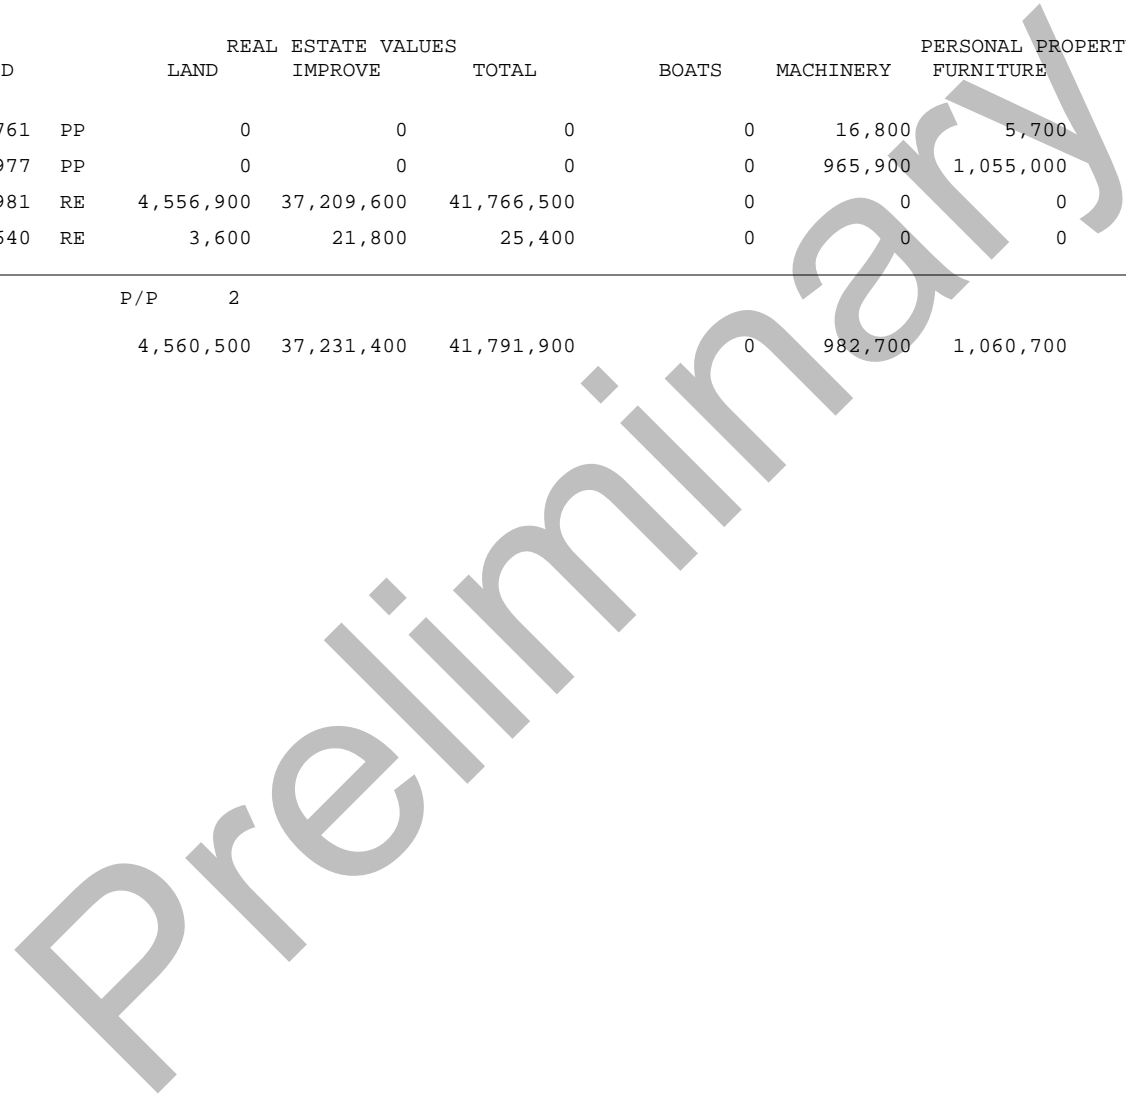 REAL ESTATE VALUES PERSONAL PROPERT
D LAND IMPROVE TOTAL BOATS MACHINERY FURNITURE
761 PP 0 0 0 0 16,800 5,700
977 PP 0 0 0 0 965,900 1,055,000
981 RE 4,556,900 37,209,600 41,766,500 0 0 0
540 RE 3,600 21,800 25,400 0 0 0
P/P 2
4,560,500 37,231,400 41,791,900 0 982,700 1,060,700
Preliminary